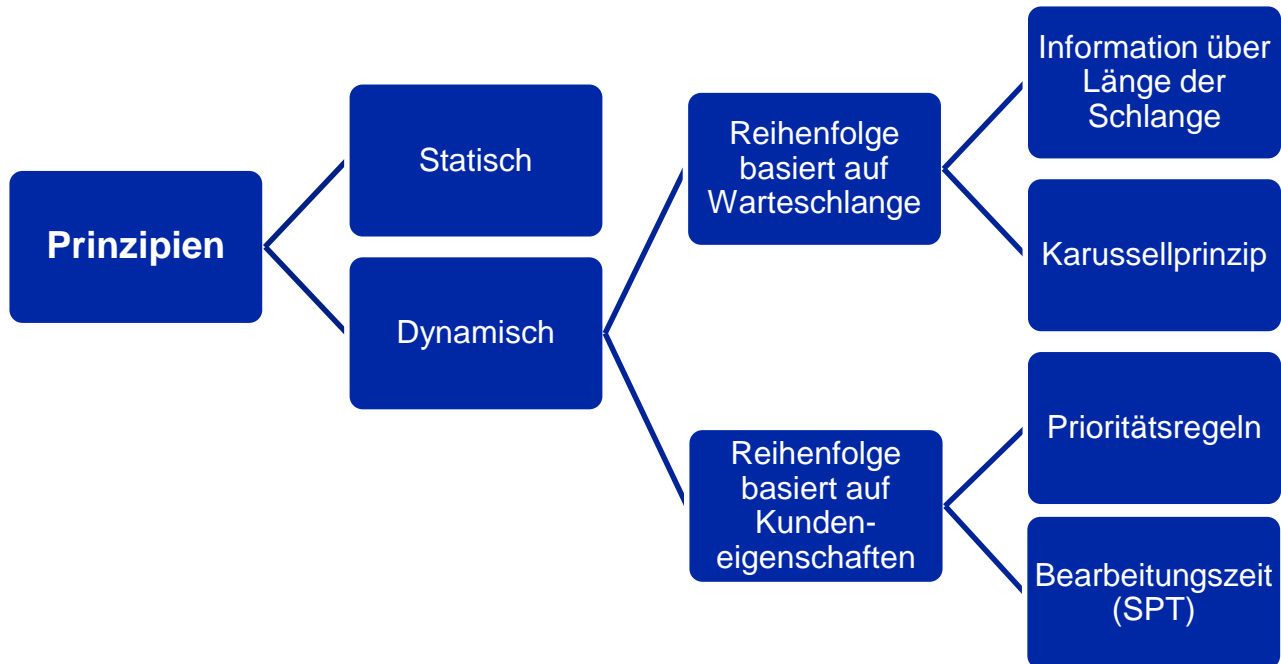 Prinzipien
Statisch
Dynamisch
Reihenfolge
basiert auf
Warteschlange
Reihenfolge
basiert auf
Kunden-
eigenschaften
Information über
Länge der
Schlange
Karussellprinzip
Prioritätsregeln
Bearbeitungszeit
(SPT)